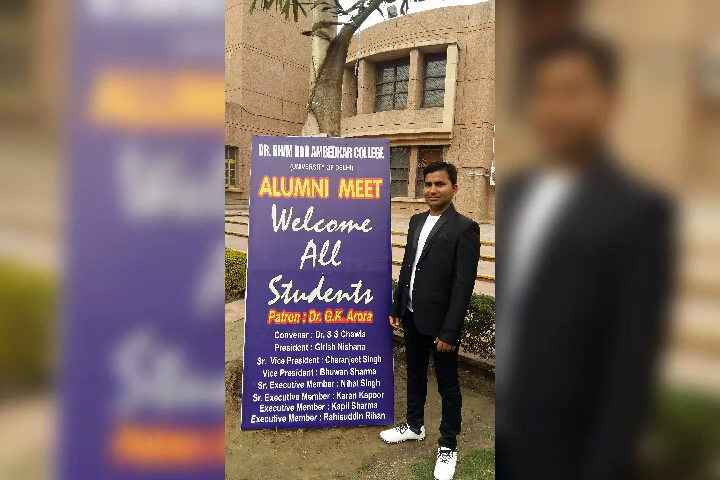 DR. BHIM RAO AMBEDKAR COLLEGE
(UNIVERSITY OF DELHI)
ALUMNI MEET
Welcome
All
Students
Patron : Dr. G.K. Arora
Convener : Dr. S S Chawla
President : Girish Nishana
Sr. Vice President : Charanjeet Singh
Vice President : Bhuwan Sharma
Sr. Executive Member : Nihal Singh
Sr. Executive Member : Karan Kapoor
Executive Member : Kapil Sharma
Executive Member : Rahisuddin Rihan